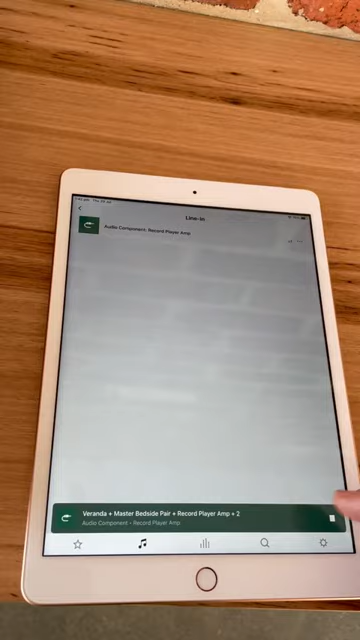 Line-In
Audio Component: Record Player Amp
Veranda + Master Bedside Pair + Record Player Amp + 2
Audio Component • Record Player Amp